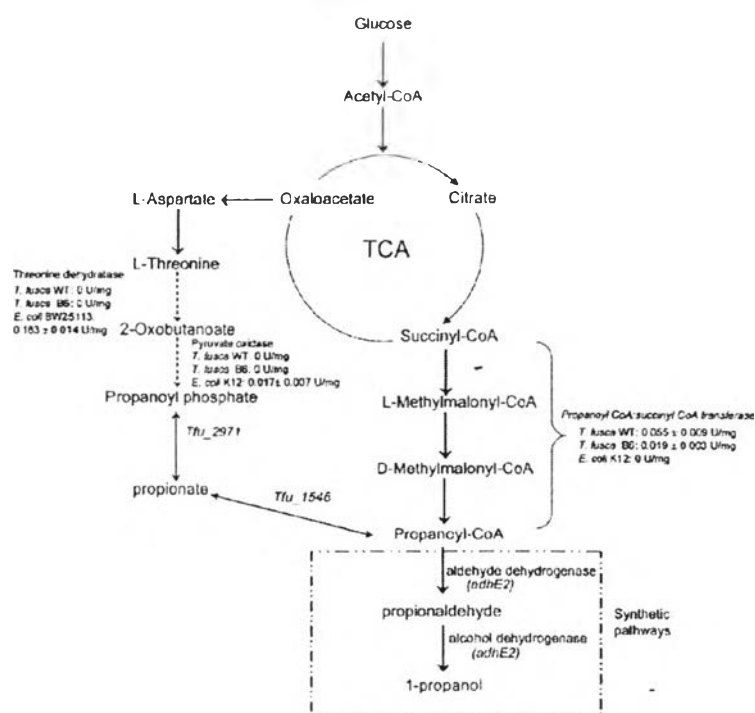 Glucose
Acetyl-CoA
L-Aspartate
Oxaloacetate
Citrate
TCA
L-Threonine
Threonine dehydratase
T. fusca WT: 0 U/mg
T. fusca B6: 0 U/mg
E. coli BW25113:
0.163 ± 0.014 U/mg
2-Oxobutanoate
Pyruvate oxidase
T. fusca WT: 0 U/mg
T. fusca B6: 0 U/mg
E. coli K12: 0.017± 0.007 U/mg
Propanoyl phosphate
Tfu_2971
propionate
Tfu_1546
Succinyl-CoA
L-Methylmalonyl-CoA
D-Methylmalonyl-CoA
Propanoyl-CoA
Propanoyl CoA:succinyl CoA transferase
T. fusca WT: 0.055 ± 0.009 U/mg
T. fusca B6: 0.019 ± 0.003 U/mg
E. coli K12: 0 U/mg
aldehyde dehydrogenase
(adhE2)
propionaldehyde
alcohol dehydrogenase
(adhE2)
1-propanol
Synthetic
pathways